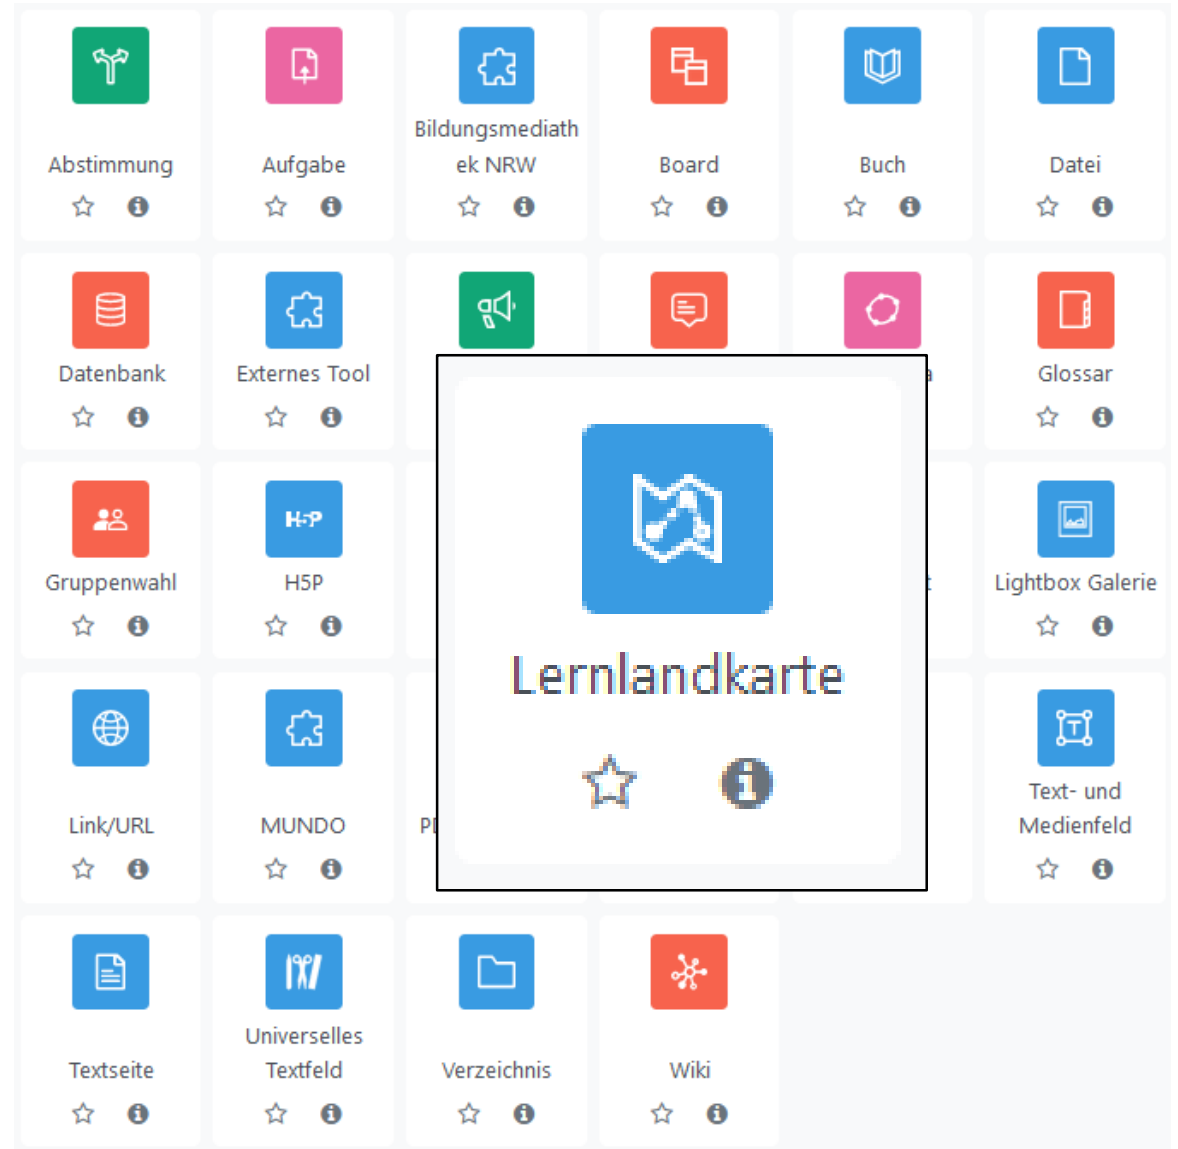 Abstimmung
Aufgabe
Bildungsmediath
ek NRW
Board
Buch
Datei
Datenbank
Externes Tool
Glossar
Gruppenwahl
H5P
H5P
Lightbox Galerie
Lernlandkarte
Link/URL
MUNDO
T
Text- und
Medienfeld
Textseite
Universelles
Textfeld
Verzeichnis
Wiki